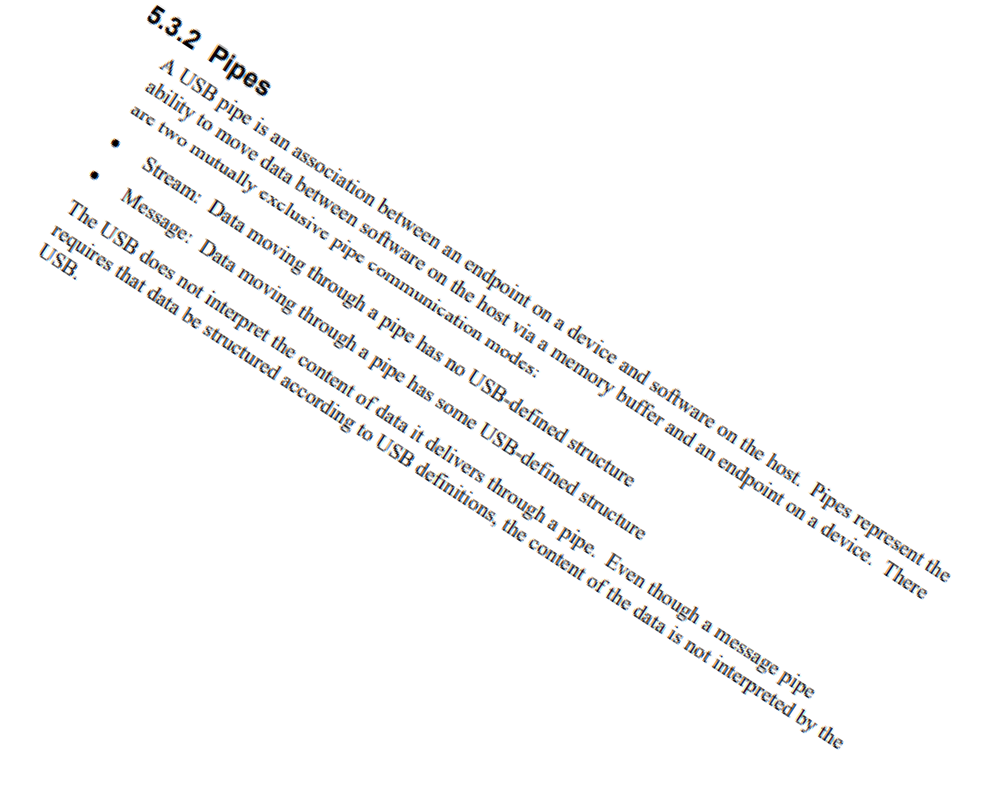 5.3.2 Pipes
A USB pipe is an association between an endpoint on a device and software on the host.  Pipes represent the
ability to move data between software on the host via a memory buffer and an endpoint on a device.  There
are two mutually exclusive pipe communication modes:
• Stream:  Data moving through a pipe has no USB-defined structure
• Message:  Data moving through a pipe has some USB-defined structure
The USB does not interpret the content of data it delivers through a pipe.  Even though a message pipe
requires that data be structured according to USB definitions, the content of the data is not interpreted by the
USB.